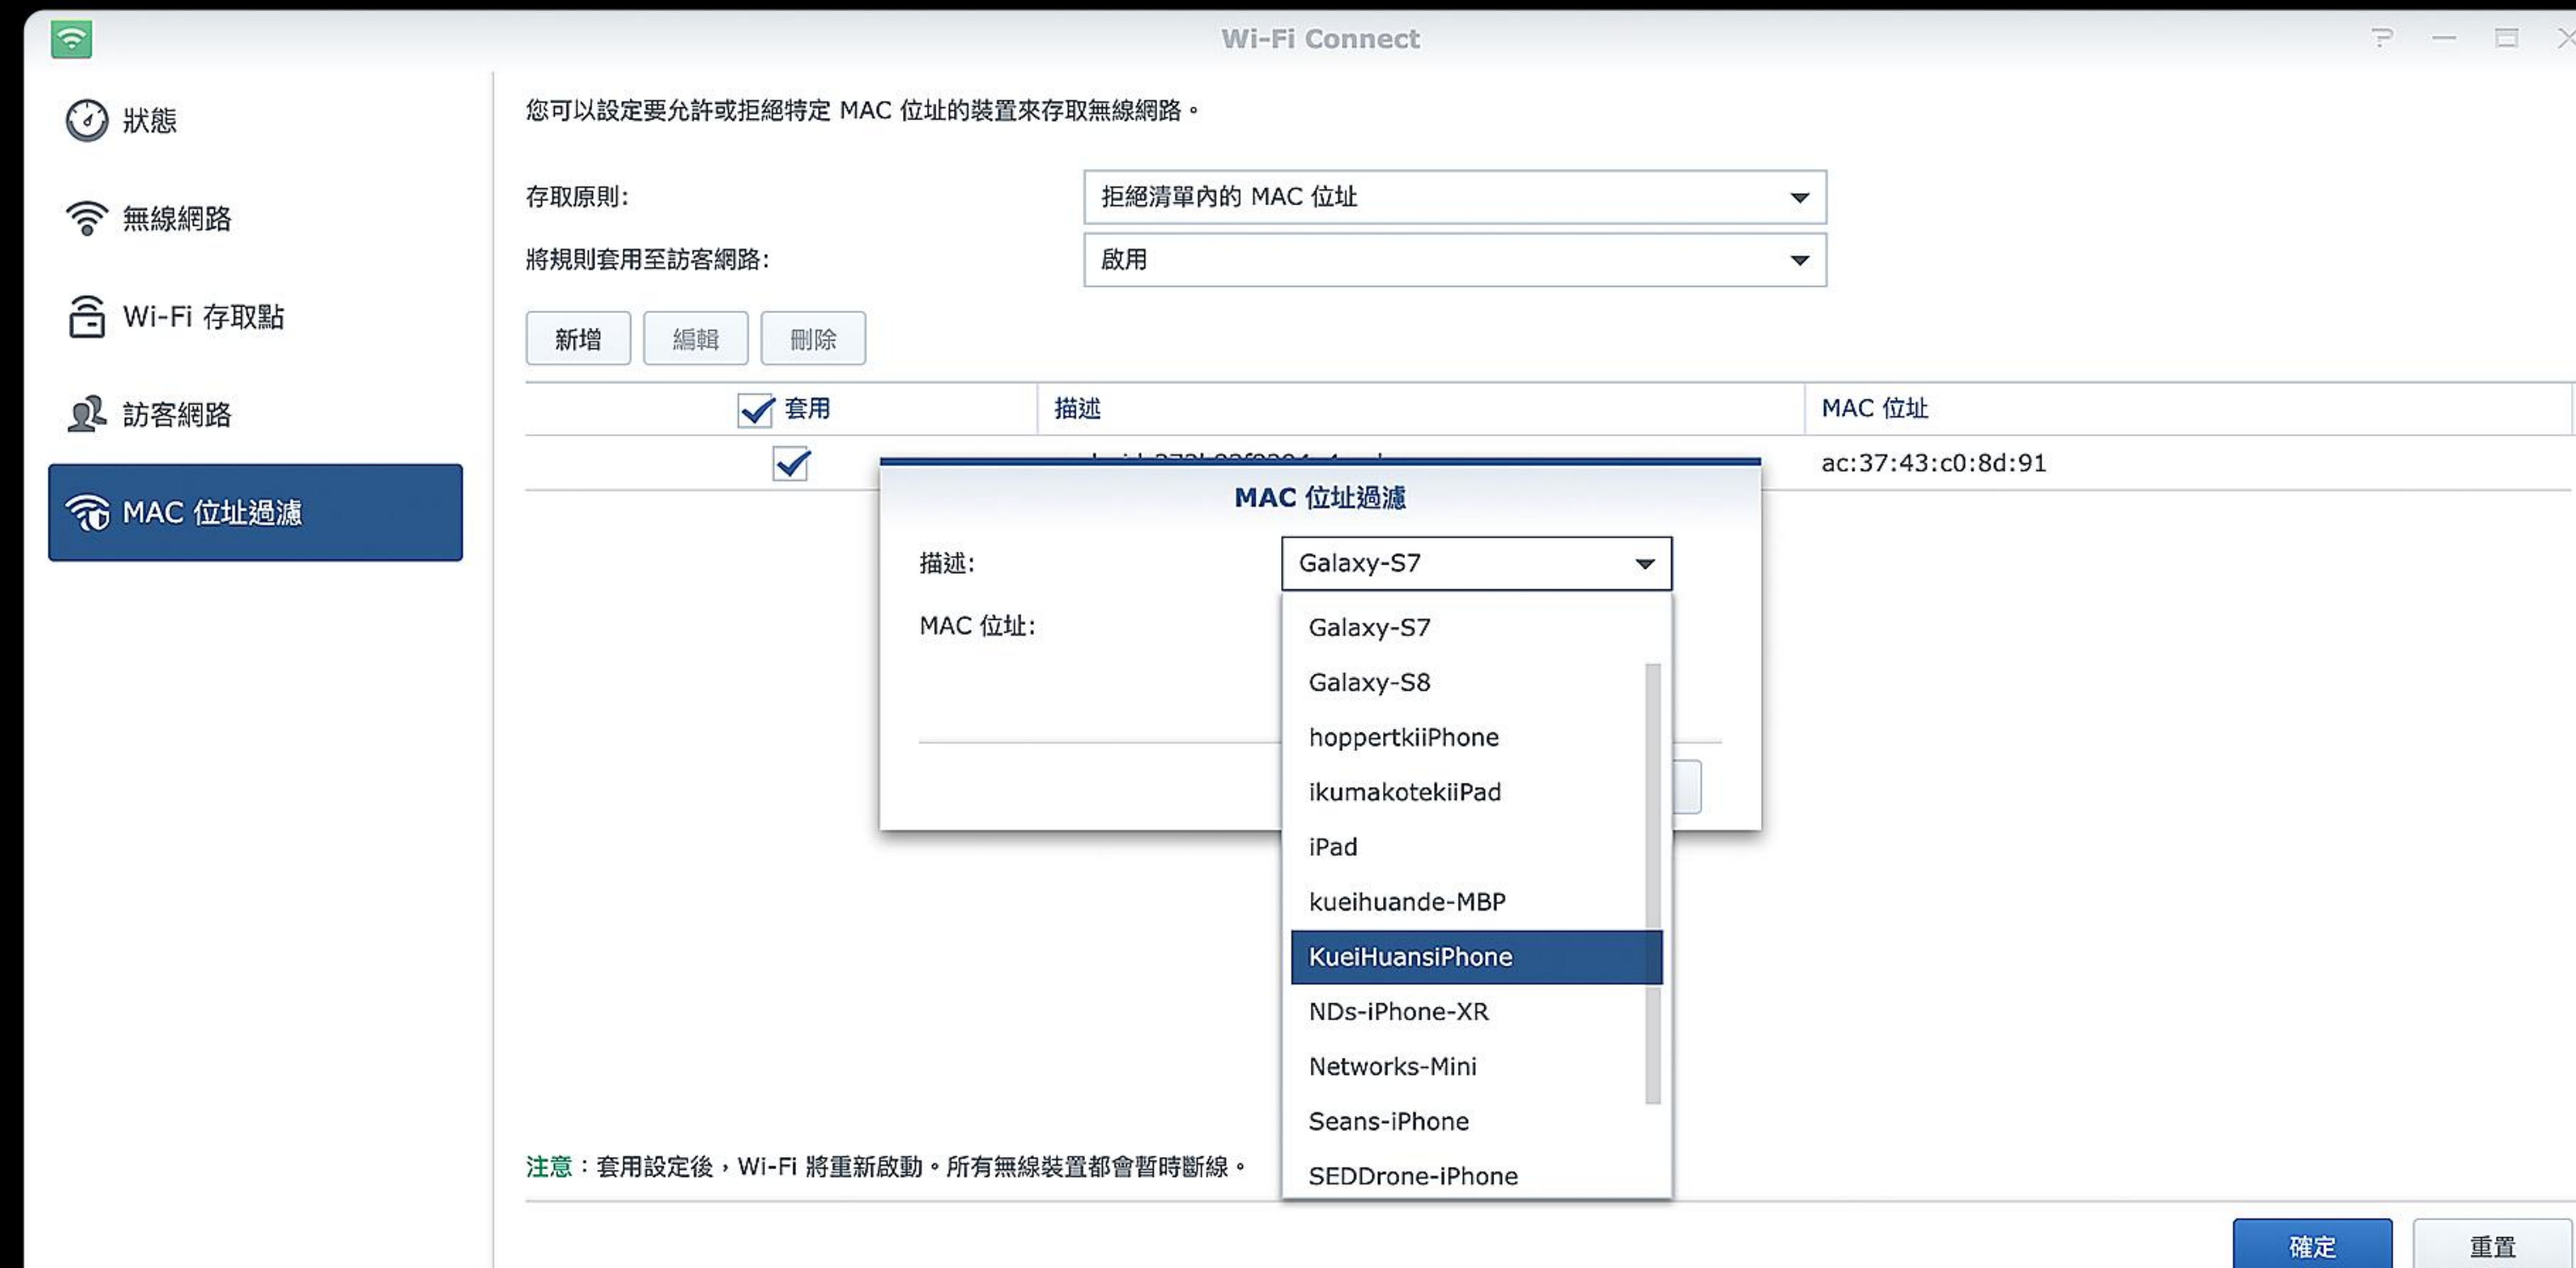 Wi-Fi Connect
狀態
無線網路
Wi-Fi 存取點
訪客網路
MAC 位址過濾
您可以設定要允許或拒絕特定 MAC 位址的裝置來存取無線網路。
存取原則: 拒絕清單內的 MAC 位址
將規則套用至訪客網路: 啟用
新增 編輯 刪除
套用 描述 MAC 位址
ac:37:43:c0:8d:91
MAC 位址過濾
描述: Galaxy-S7
MAC 位址:
Galaxy-S7
Galaxy-S8
hoppertkiiPhone
ikumakotekiiPad
iPad
kueihuande-MBP
KueiHuansiPhone
NDs-iPhone-XR
Networks-Mini
Seans-iPhone
SEDDrone-iPhone
注意：套用設定後，Wi-Fi 將重新啟動。所有無線裝置都會暫時斷線。
確定 重置